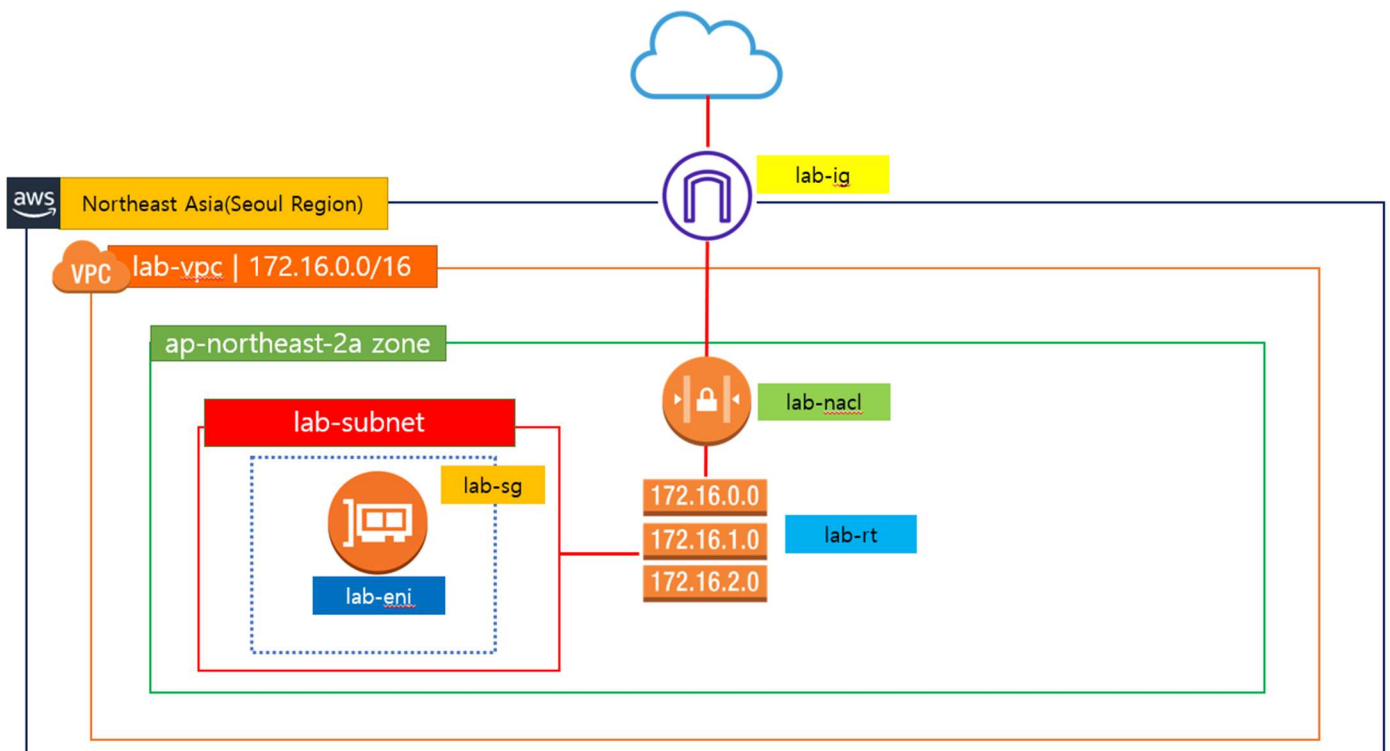 lab-ig
aws
Northeast Asia(Seoul Region)
VPC
lab-vpc | 172.16.0.0/16
ap-northeast-2a zone
lab-nacl
lab-subnet
lab-sg
172.16.0.0
172.16.1.0
lab-rt
172.16.2.0
lab-eni